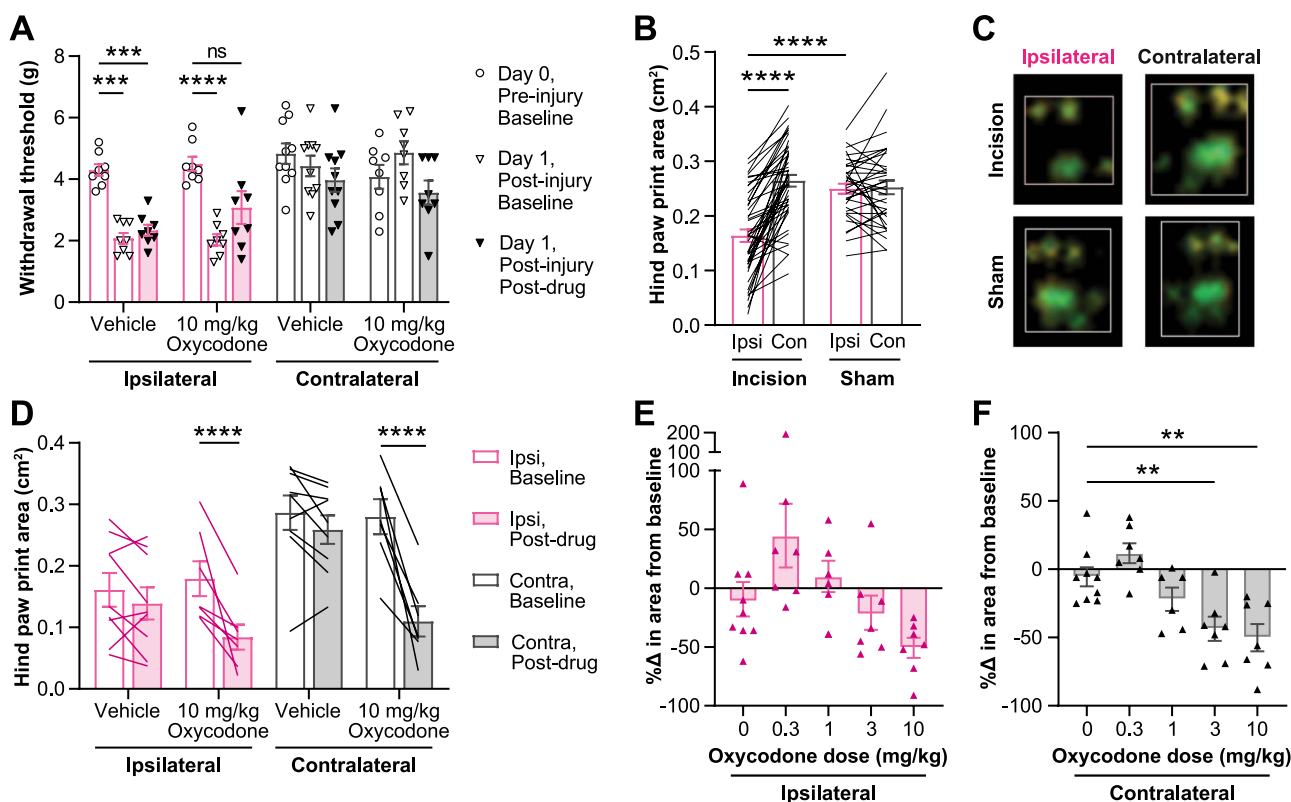 A
Withdrawal threshold (g)
8
6
4
2
0
***
***
ns
****
Vehicle
10 mg/kg
Oxycodone
Vehicle
10 mg/kg
Oxycodone
Ipsilateral
Contralateral
Day 0,
Pre-injury
Baseline
Day 1,
Post-injury
Baseline
Day 1,
Post-injury
Post-drug
B
Hind paw print area (cm²)
0.5
0.4
0.3
0.2
0.1
0.0
****
****
Ipsi Con
Ipsi Con
Incision
Sham
C
Ipsilateral
Contralateral
Incision
Sham
D
Hind paw print area (cm²)
0.4
0.3
0.2
0.1
0.0
****
****
Vehicle
10 mg/kg
Oxycodone
Vehicle
10 mg/kg
Oxycodone
Ipsilateral
Contralateral
Ipsi,
Baseline
Ipsi,
Post-drug
Contra,
Baseline
Contra,
Post-drug
E
%Δ in area from baseline
200
100
100
50
0
-50
-100
0 0.3 1 3 10
Oxycodone dose (mg/kg)
Ipsilateral
F
%Δ in area from baseline
100
50
0
-50
-100
**
**
0 0.3 1 3 10
Oxycodone dose (mg/kg)
Contralateral